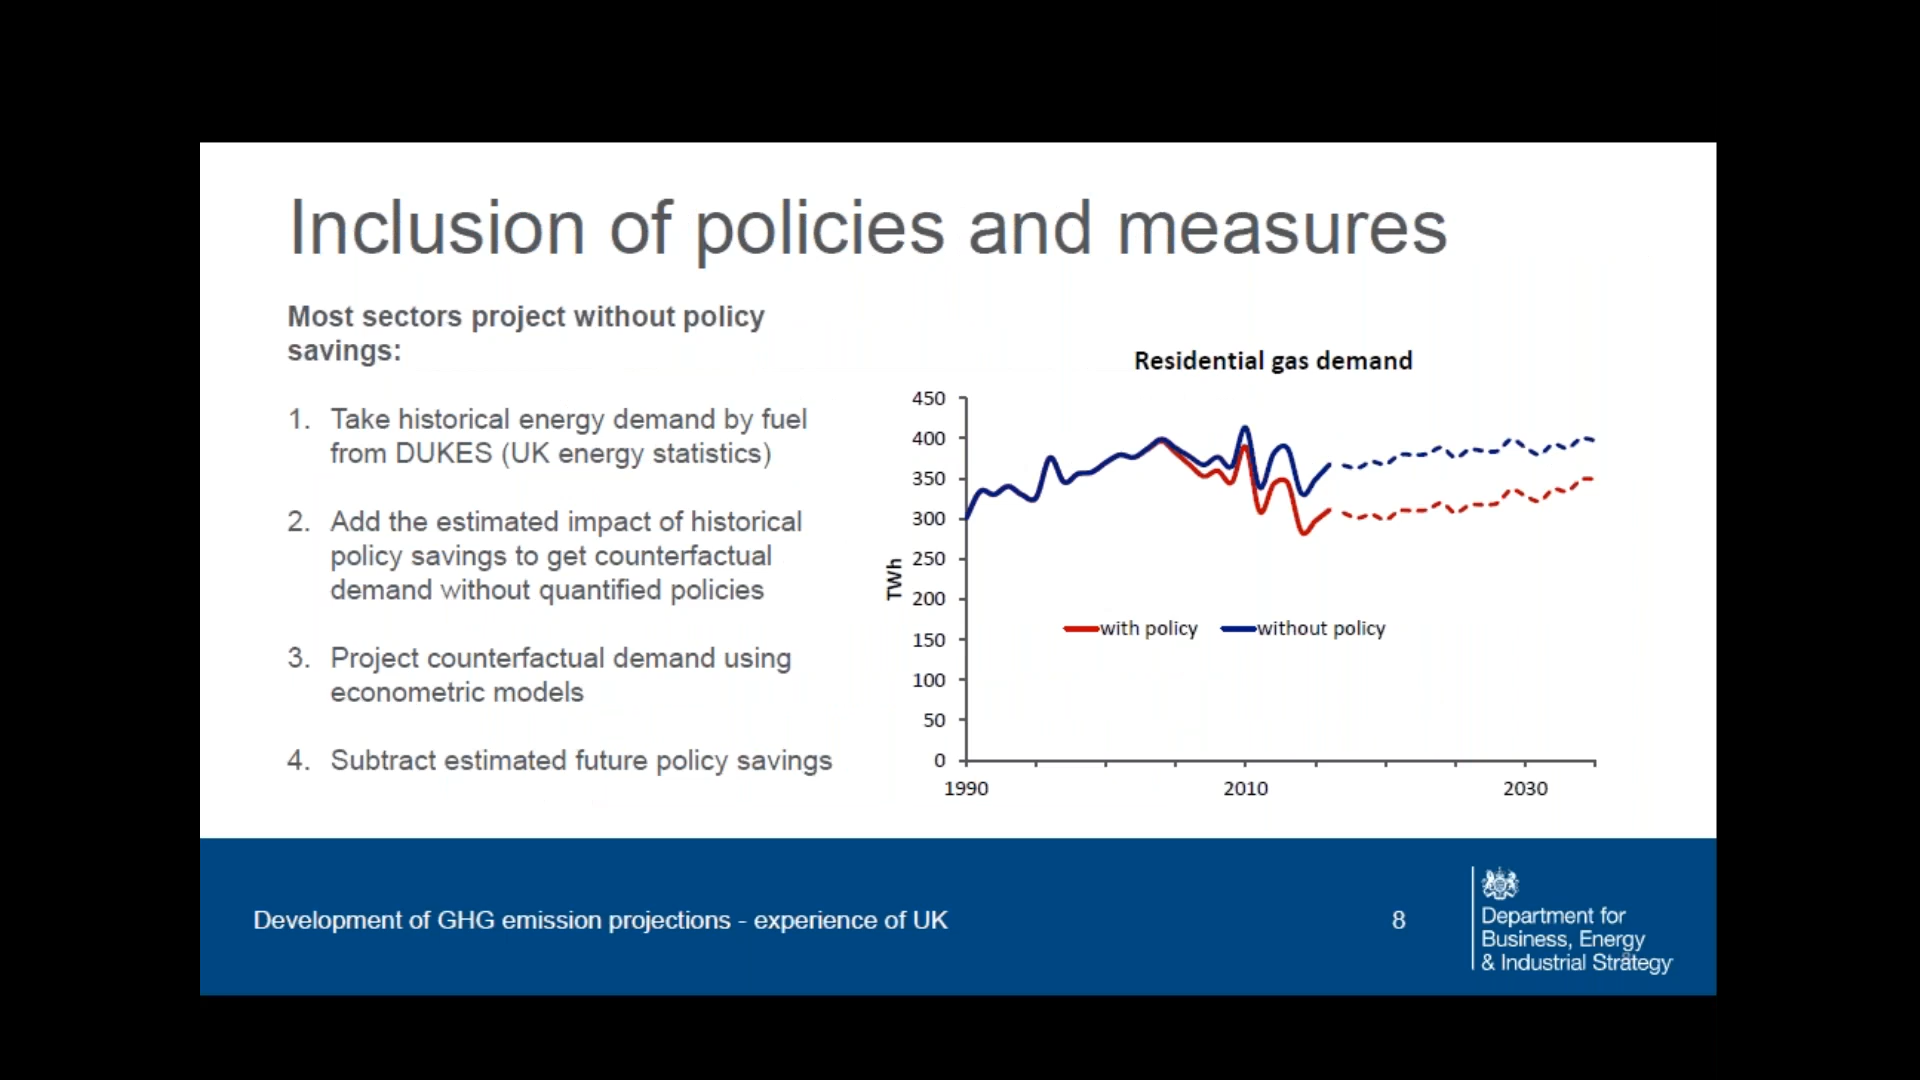 Inclusion of policies and measures
Most sectors project without policy
savings:
1. Take historical energy demand by fuel
from DUKES (UK energy statistics)
2. Add the estimated impact of historical
policy savings to get counterfactual
demand without quantified policies
3. Project counterfactual demand using
econometric models
4. Subtract estimated future policy savings
Residential gas demand
450
400
350
300
250
200
150
100
50
0
TWh
with policy without policy
1990 2010 2030
Development of GHG emission projections - experience of UK
8
Department for
Business, Energy
& Industrial Strategy